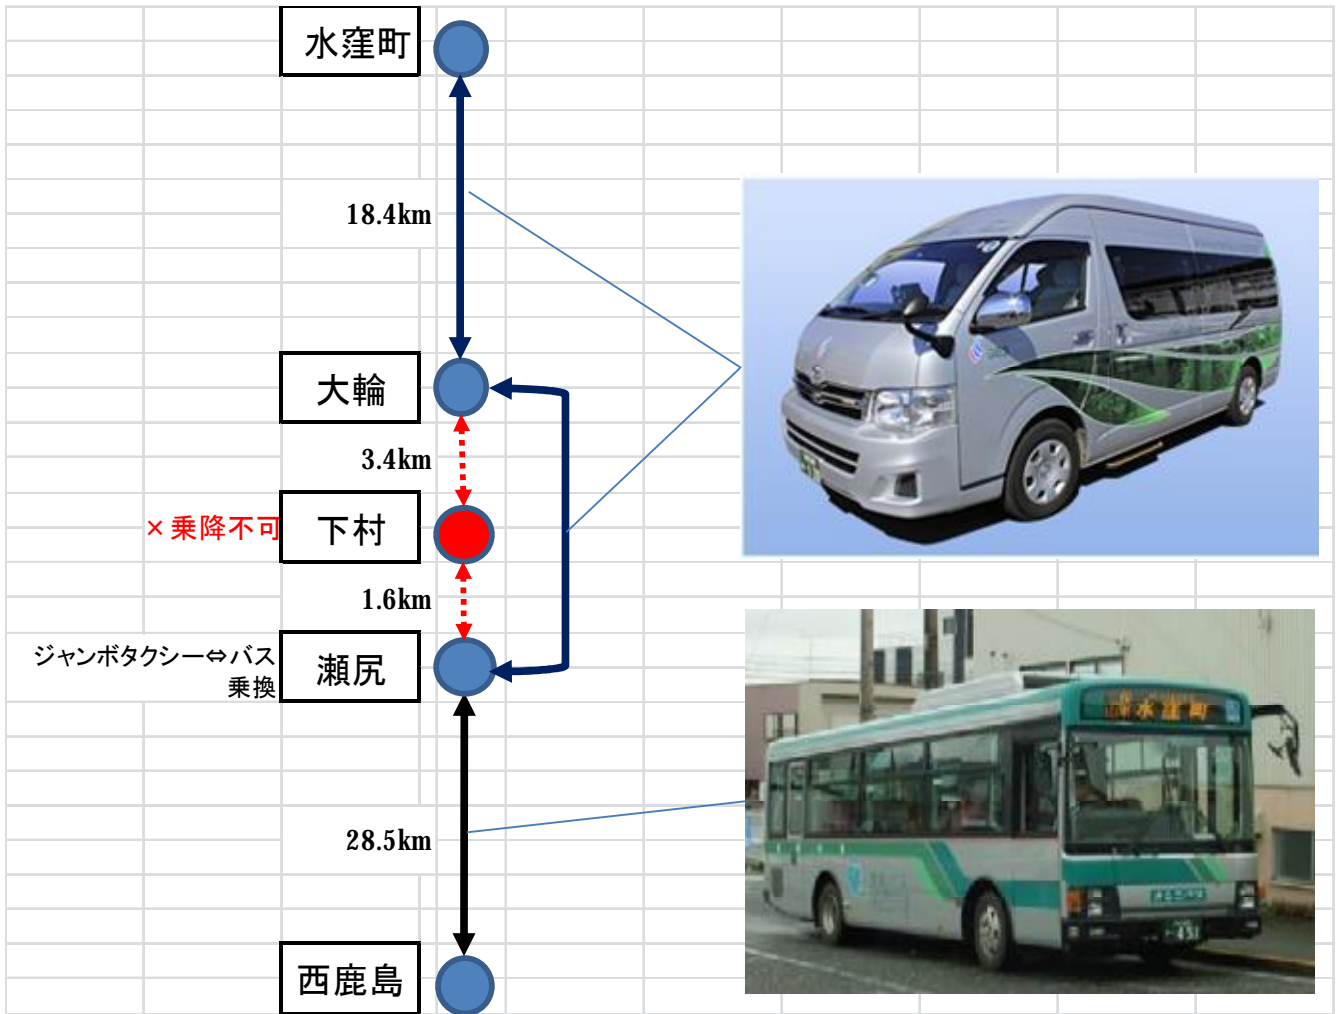 水窪町
18.4km
大輪
3.4km
×乗降不可
下村
1.6km
ジャンボタクシー⇔バス
乗換
瀬尻
28.5km
西鹿島
水窪町
451